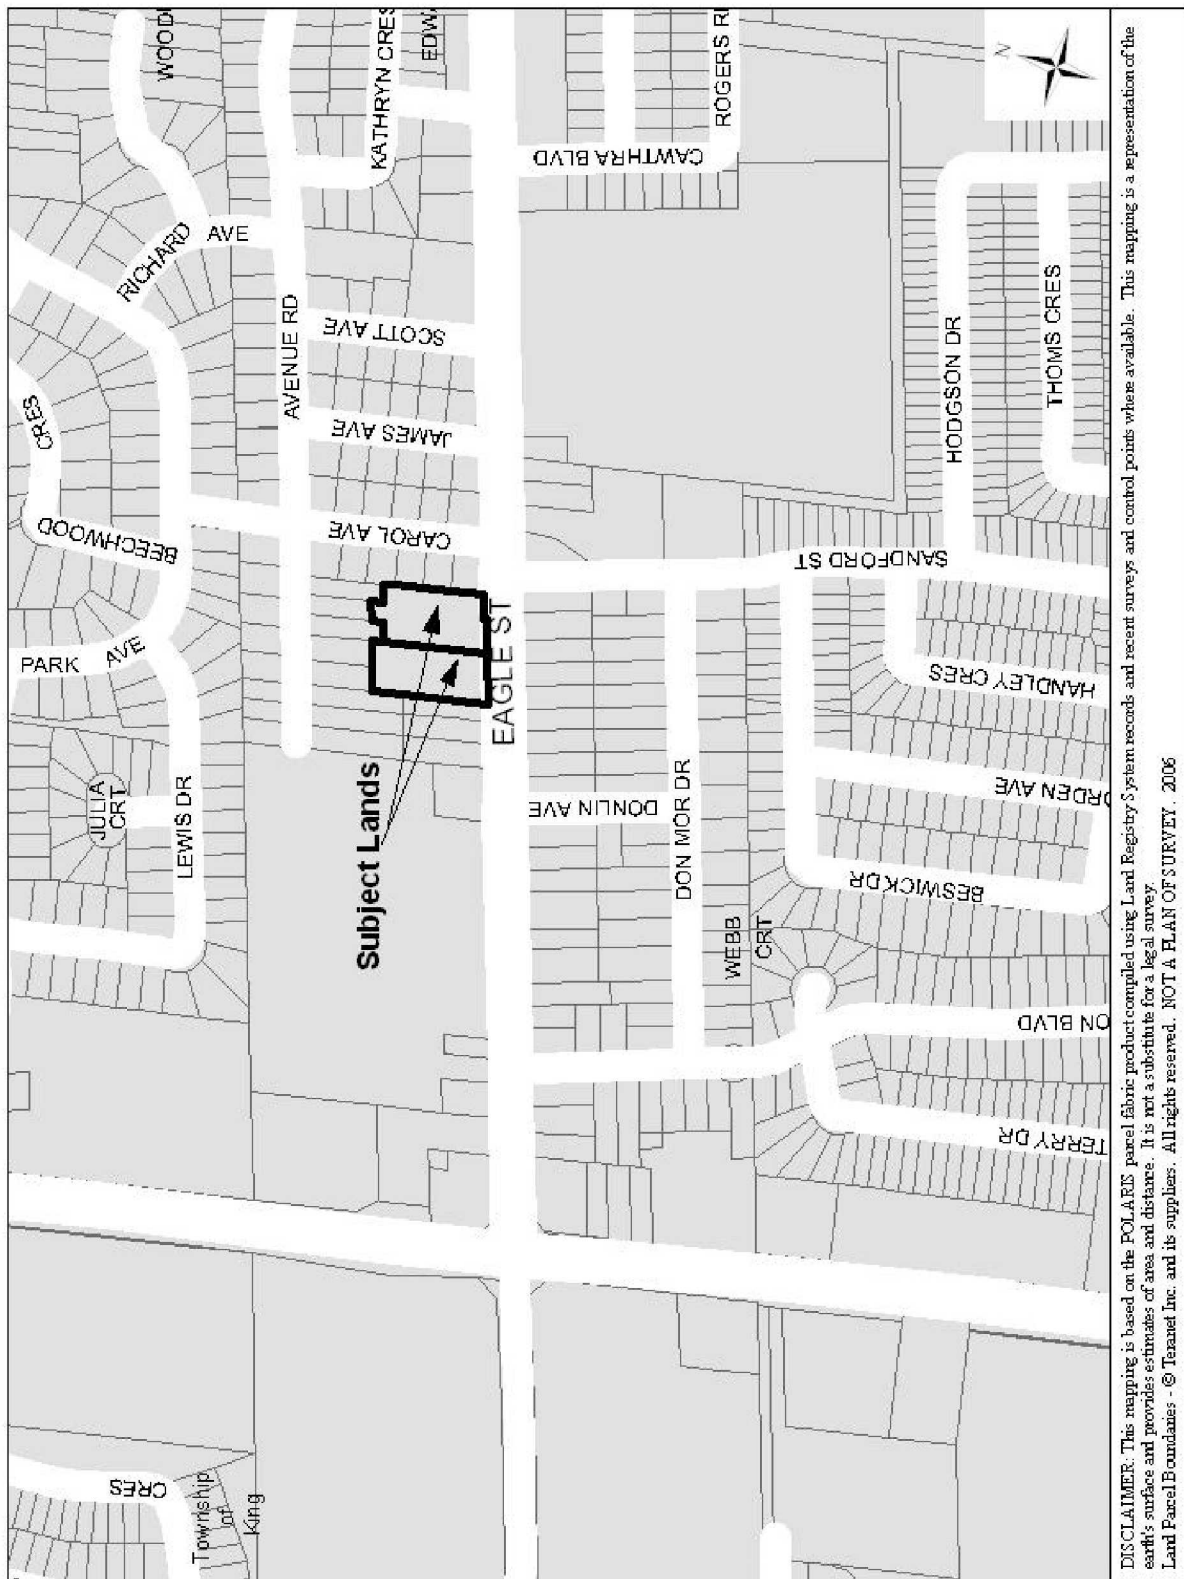 WOOD
KATHRYN CRES
EDW
ROGERS R
N
CAWTHRA BLVD
RICHARD
AVE
AVENUE RD
SCOTT AVE
JAMES AVE
CAROL AVE
CRES
BEECHWOOD
PARK
AVE
JULIA
CRT
LEWIS DR
HODGSON DR
THOMS CRES
SANDFORD ST
EAGLE ST
Subject Lands
DONLIN AVE
DON MOR DR
HANDLEY CRES
ORDEN AVE
BESWICK DR
WEBB
CRT
ON BLVD
TERRY DR
CRES
Township
of
King
DISCLAIMER: This mapping is based on the POLARIS parcel fabric product compiled using Land Registry System records and recent surveys and control points where available. This mapping is a representation of the
earth's surface and provides estimates of area and distance. It is not a substitute for a legal survey.
Land Parcel Boundaries - © Teranet Inc. and its suppliers. All rights reserved. NOT A PLAN OF SURVEY. 2006